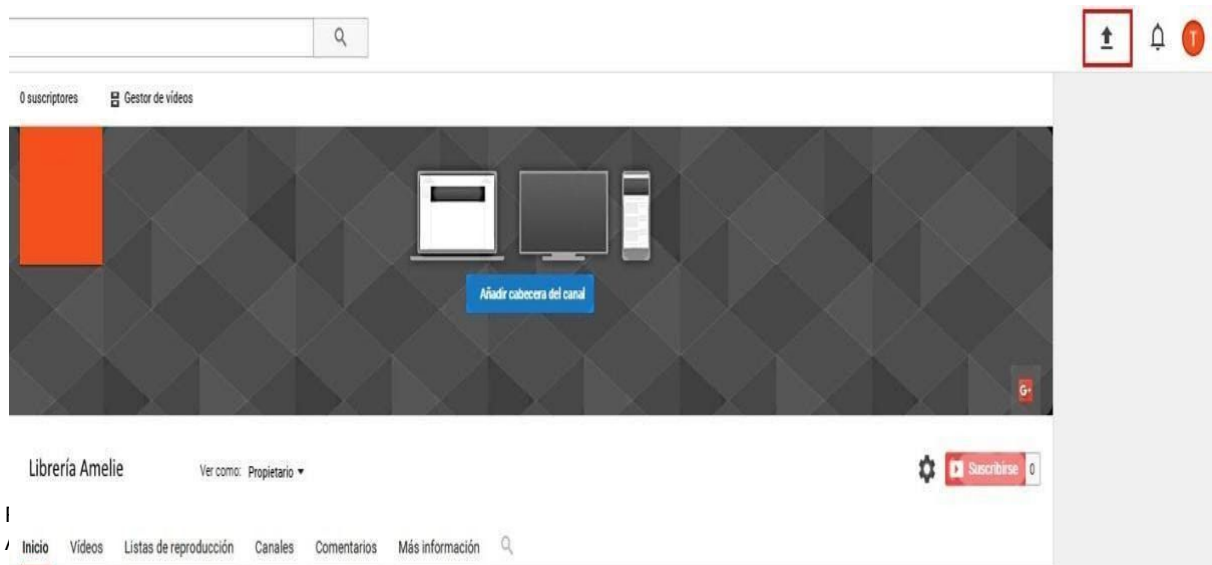 T
0 suscriptores Gestor de vídeos
Añadir cabecera del canal
G+
Librería Amelie Ver como: Propietario
Suscribirse 0
Inicio Vídeos Listas de reproducción Canales Comentarios Más información